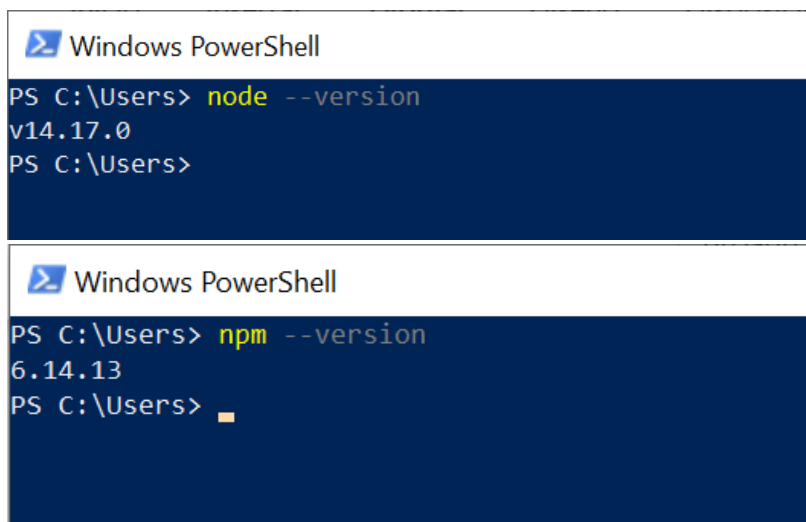 Windows PowerShell
PS C:\Users> node --version
v14.17.0
PS C:\Users>
Windows PowerShell
PS C:\Users> npm --version
6.14.13
PS C:\Users>